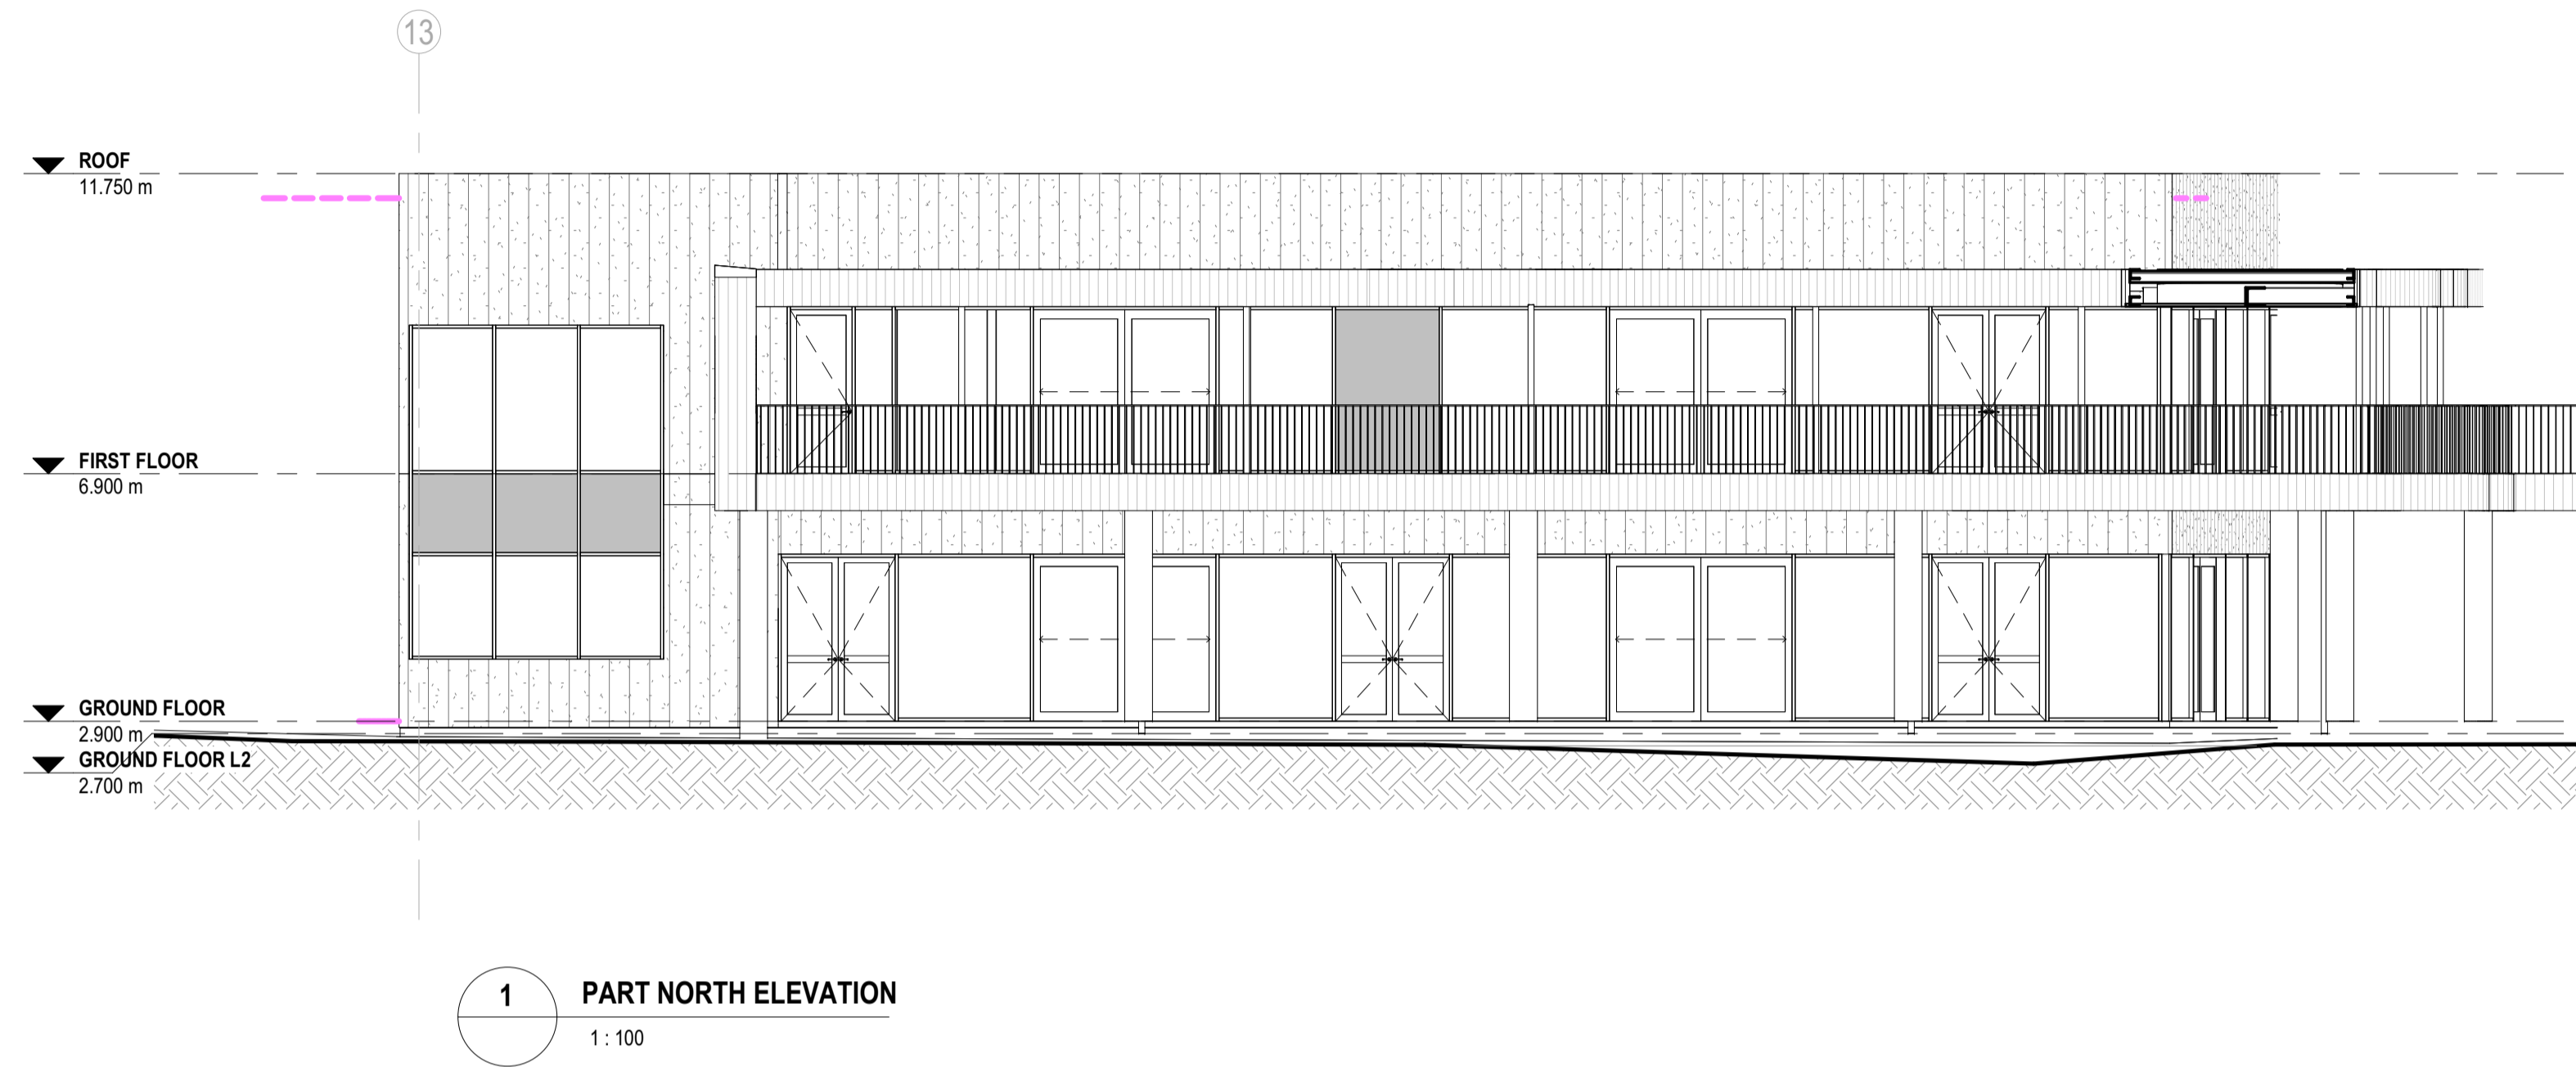 13
ROOF
11.750 m
FIRST FLOOR
6.900 m
GROUND FLOOR
2.900 m
GROUND FLOOR L2
2.700 m
1
PART NORTH ELEVATION
1 : 100